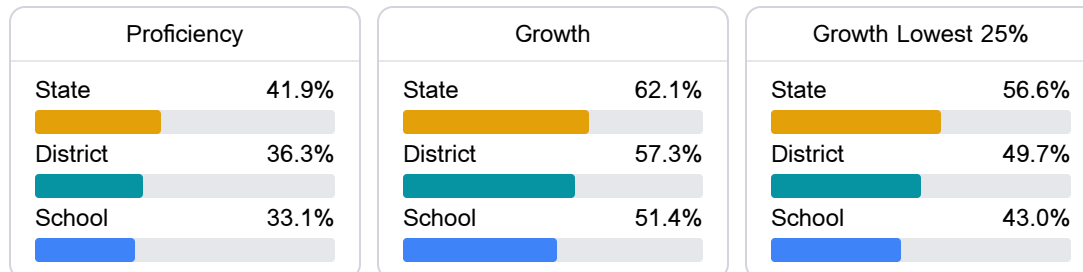 Proficiency
State 41.9%
District 36.3%
School 33.1%
Growth
State 62.1%
District 57.3%
School 51.4%
Growth Lowest 25%
State 56.6%
District 49.7%
School 43.0%